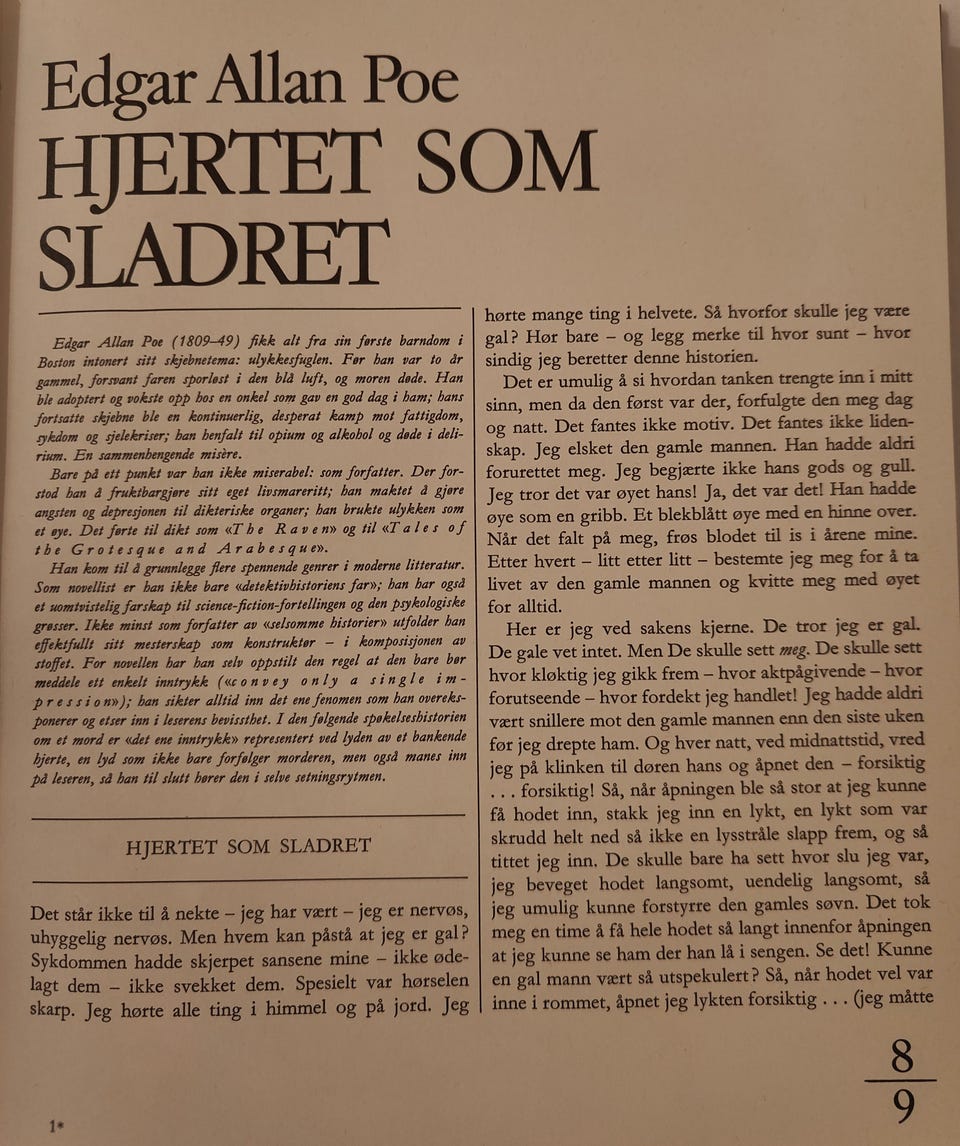 Edgar Allan Poe
HJERTET SOM
SLADRET
Edgar Allan Poe (1809–49) fikk alt fra sin første barndom i
Boston intonert sitt skjebnetema: ulykkesfuglen. Før han var to år
gammel, forsvant faren sporløst i den blå luft, og moren døde. Han
ble adoptert og vokste opp hos en onkel som gav en god dag i ham; hans
fortsatte skjebne ble en kontinuerlig, desperat kamp mot fattigdom,
sykdom og sjelekriser; han henfalt til opium og alkohol og døde i deli-
rium. En sammenhengende misère.
Bare på ett punkt var han ikke miserabel: som forfatter. Der for-
stod han å fruktbargjøre sitt eget livsmareritt; han maktet å gjøre
angsten og depresjonen til dikteriske organer; han brukte ulykken som
et øye. Det førte til dikt som «The Raven» og til «Tales of
the Grotesque and Arabesque».
Han kom til å grunnlegge flere spennende genrer i moderne litteratur.
Som novellist er han ikke bare «detektivhistoriens far»; han har også
et uomtvistelig farskap til science-fiction-fortellingen og den psykologiske
grøsser. Ikke minst som forfatter av «selsomme historier» utfolder han
effektfullt sitt mesterskap som konstruktør – i komposisjonen av
stoffet. For novellen har han selv oppstilt den regel at den bare bør
meddele ett enkelt inntrykk («convey only a single im-
pression»); han sikter alltid inn det ene fenomen som han overeks-
ponerer og etser inn i leserens bevissthet. I den følgende spøkelseshistorien
om et mord er «det ene inntrykk» representert ved lyden av et bankende
hjerte, en lyd som ikke bare forfølger morderen, men også manes inn
på leseren, så han til slutt hører den i selve setningsrytmen.
HJERTET SOM SLADRET
Det står ikke til å nekte – jeg har vært – jeg er nervøs,
uhyggelig nervøs. Men hvem kan påstå at jeg er gal?
Sykdommen hadde skjerpet sansene mine – ikke øde-
lagt dem – ikke svekket dem. Spesielt var hørselen
skarp. Jeg hørte alle ting i himmel og på jord. Jeg
hørte mange ting i helvete. Så hvorfor skulle jeg være
gal? Hør bare – og legg merke til hvor sunt – hvor
sindig jeg beretter denne historien.
Det er umulig å si hvordan tanken trengte inn i mitt
sinn, men da den først var der, forfulgte den meg dag
og natt. Det fantes ikke motiv. Det fantes ikke liden-
skap. Jeg elsket den gamle mannen. Han hadde aldri
forurettet meg. Jeg begjærte ikke hans gods og gull.
Jeg tror det var øyet hans! Ja, det var det! Han hadde
øye som en gribb. Et blekblått øye med en hinne over.
Når det falt på meg, frøs blodet til is i årene mine.
Etter hvert – litt etter litt – bestemte jeg meg for å ta
livet av den gamle mannen og kvitte meg med øyet
for alltid.
Her er jeg ved sakens kjerne. De tror jeg er gal.
De gale vet intet. Men De skulle sett meg. De skulle sett
hvor kløktig jeg gikk frem – hvor aktpågivende – hvor
forutseende – hvor fordekt jeg handlet! Jeg hadde aldri
vært snillere mot den gamle mannen enn den siste uken
før jeg drepte ham. Og hver natt, ved midnattstid, vred
jeg på klinken til døren hans og åpnet den – forsiktig
. . . forsiktig! Så, når åpningen ble så stor at jeg kunne
få hodet inn, stakk jeg inn en lykt, en lykt som var
skrudd helt ned så ikke en lysstråle slapp frem, og så
tittet jeg inn. De skulle bare ha sett hvor slu jeg var,
jeg beveget hodet langsomt, uendelig langsomt, så
jeg umulig kunne forstyrre den gamles søvn. Det tok
meg en time å få hele hodet så langt innenfor åpningen
at jeg kunne se ham der han lå i sengen. Se det! Kunne
en gal mann vært så utspekulert? Så, når hodet vel var
inne i rommet, åpnet jeg lykten forsiktig . . . (jeg måtte
8
9
1*